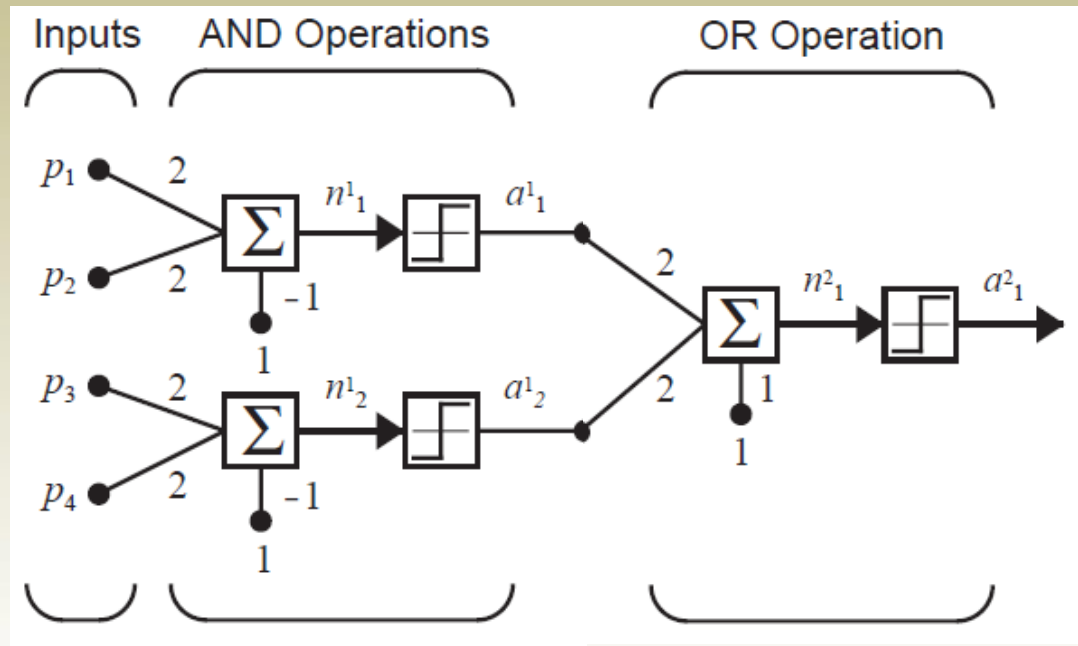 Inputs AND Operations OR Operation
p1 2 n¹1 a¹1
p2 2 -1
1
2 n²1 a²1
2 1
1
p3 2 n¹2 a¹2
p4 2 -1
1